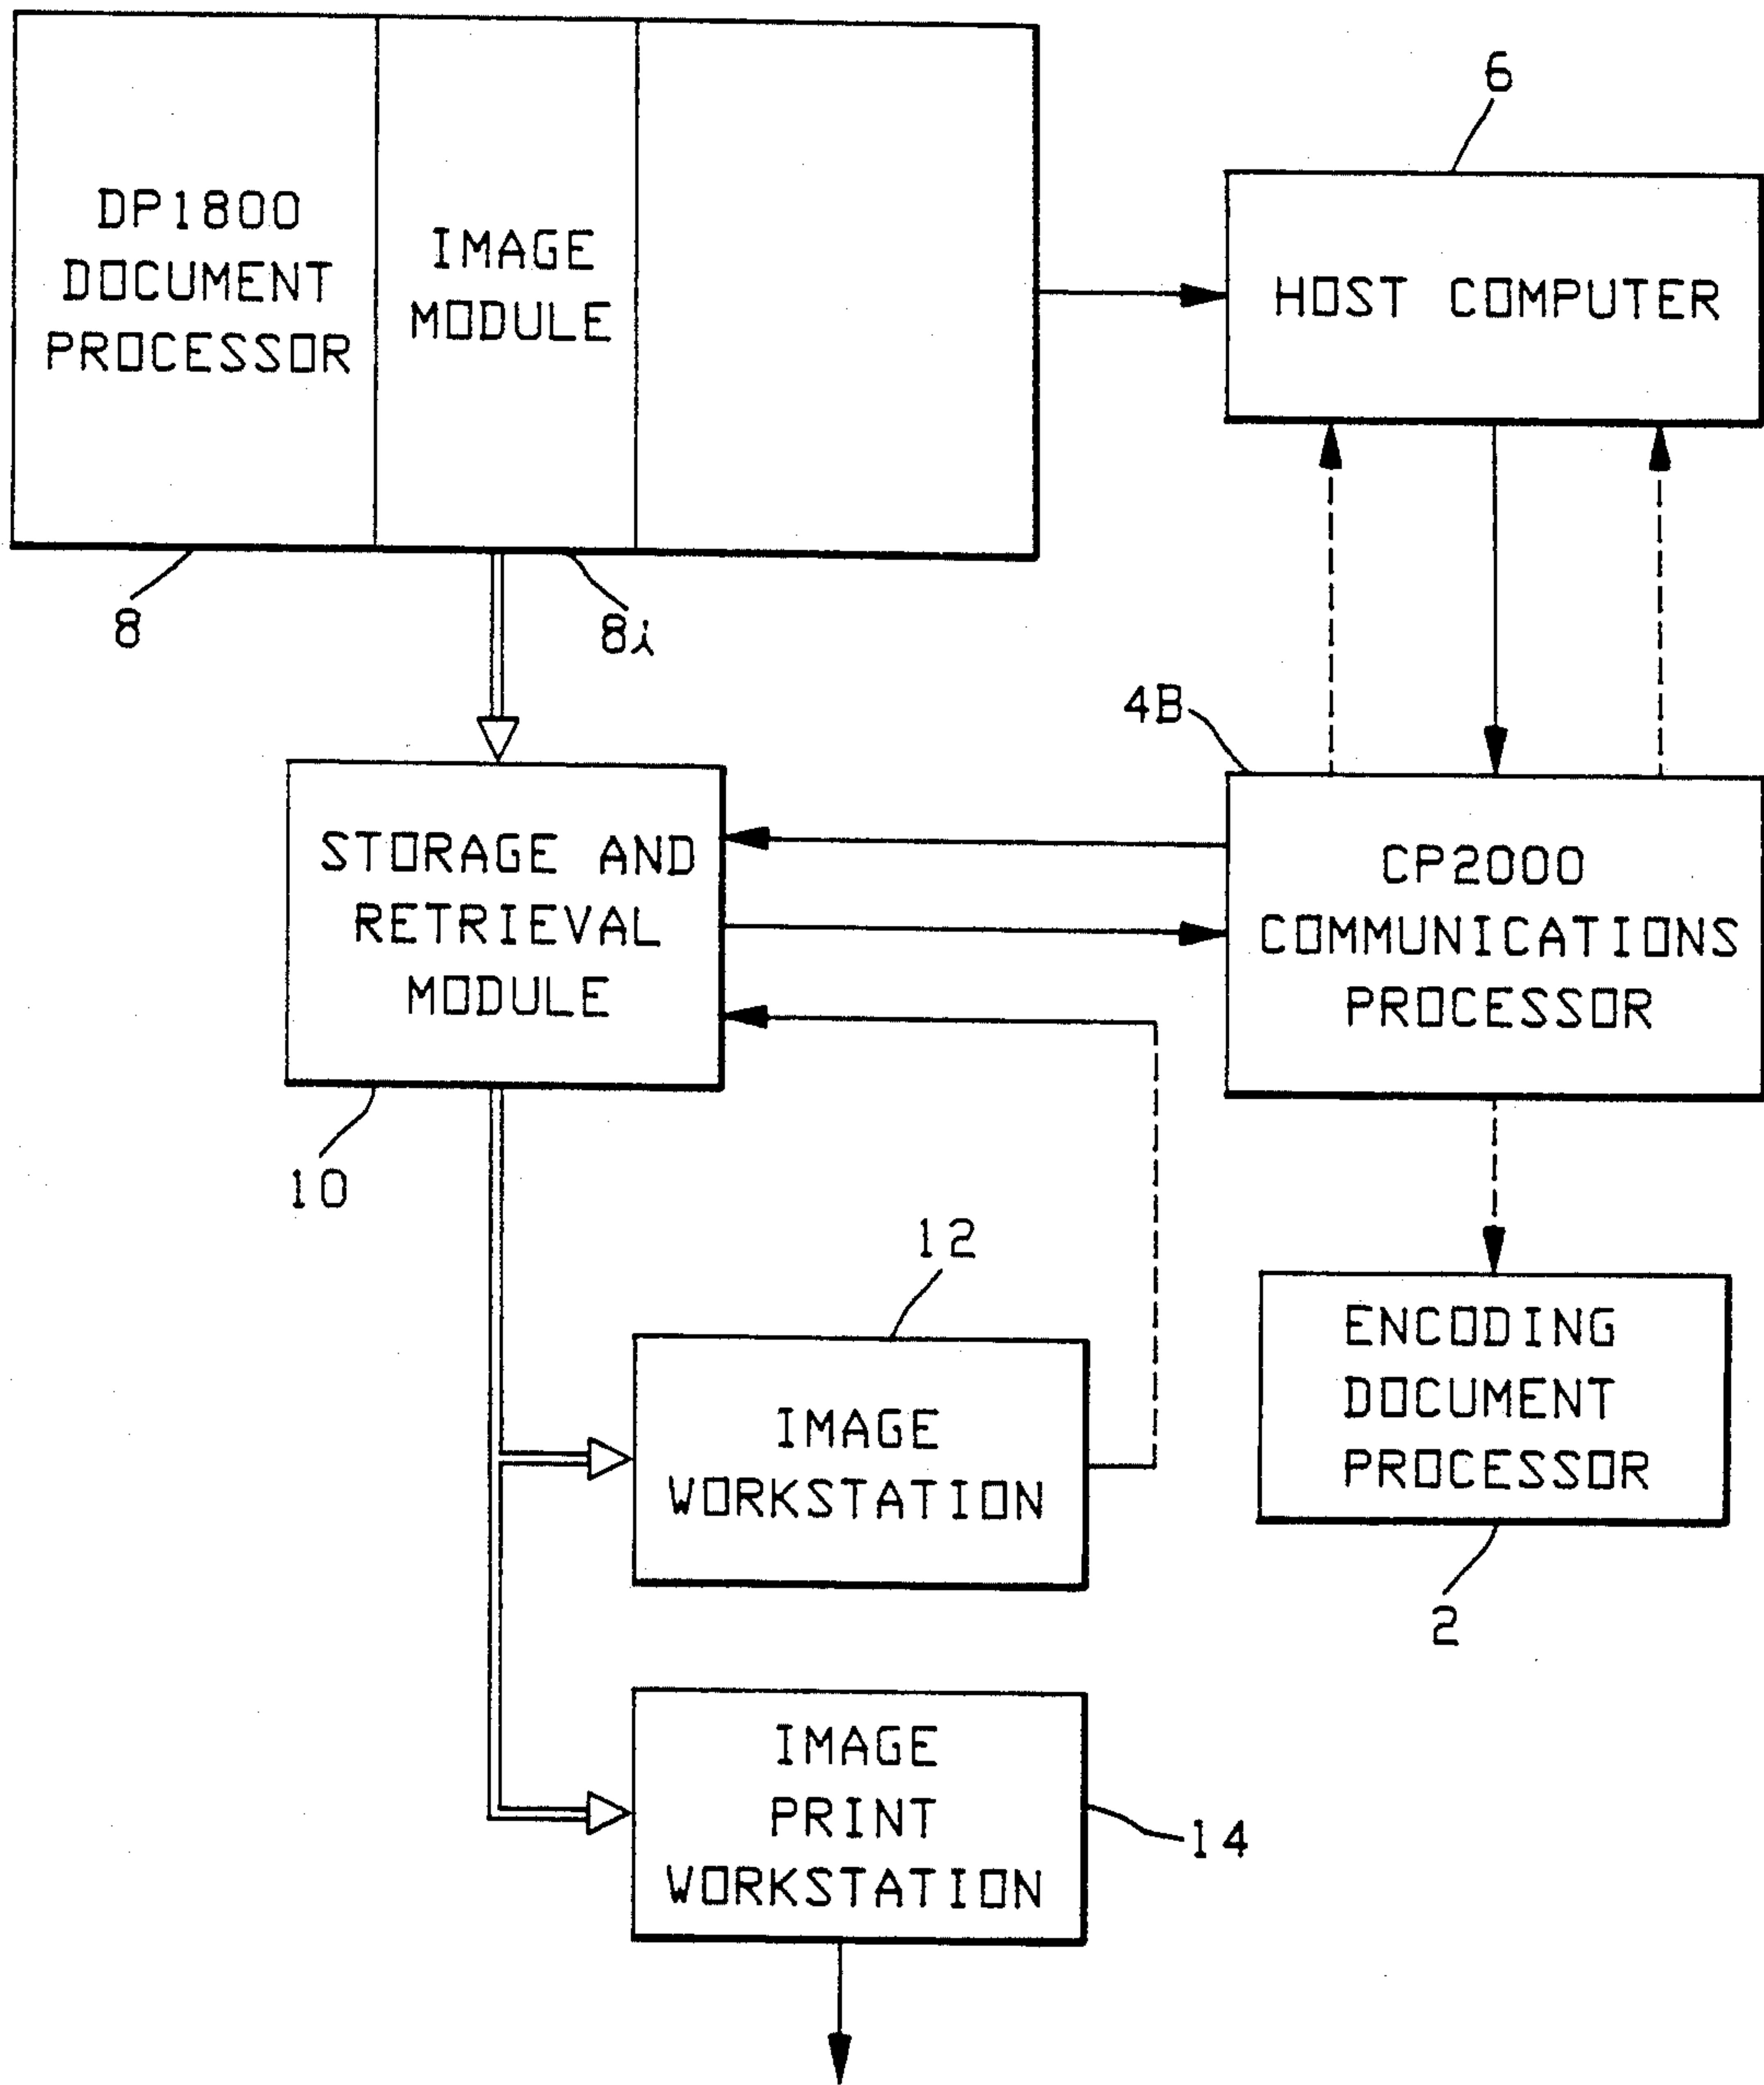 DP1800
DOCUMENT
PROCESSOR
IMAGE
MODULE
6
HOST COMPUTER
8
8i
4B
STORAGE AND
RETRIEVAL
MODULE
CP2000
COMMUNICATIONS
PROCESSOR
10
12
IMAGE
WORKSTATION
ENCODING
DOCUMENT
PROCESSOR
2
IMAGE
PRINT
WORKSTATION
14